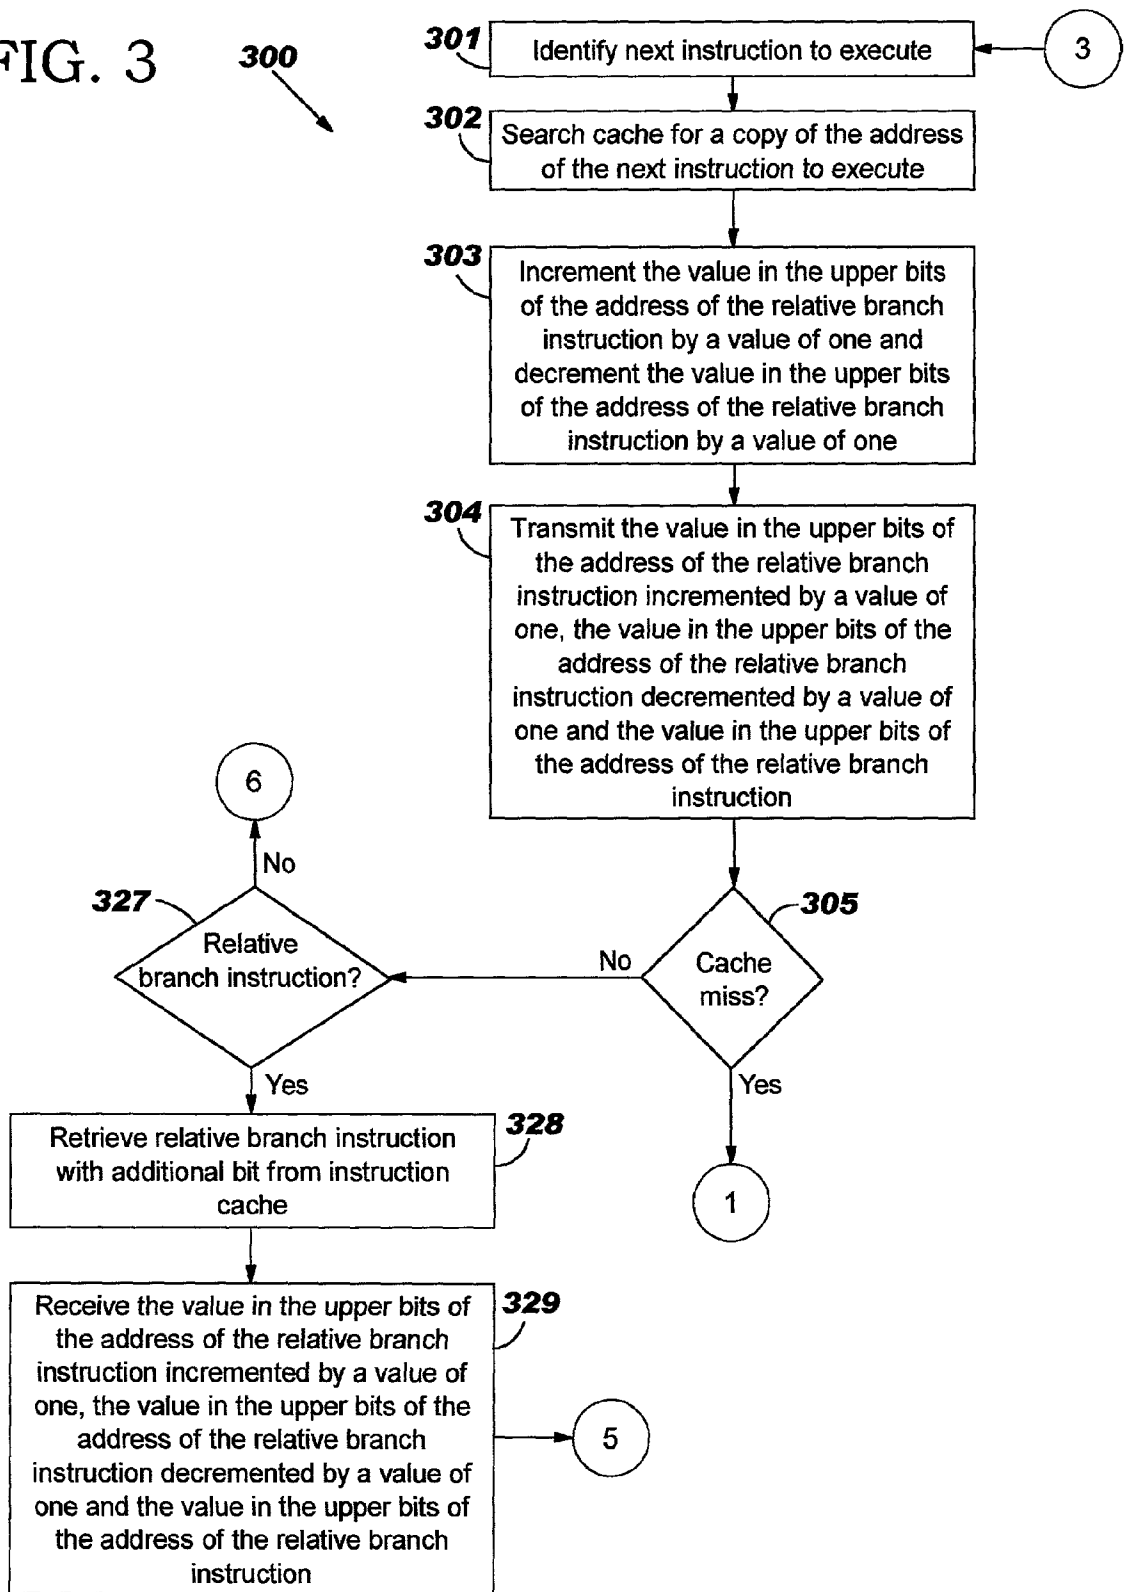 FIG. 3
300
301
Identify next instruction to execute
3
302
Search cache for a copy of the address
of the next instruction to execute
303
Increment the value in the upper bits
of the address of the relative branch
instruction by a value of one and
decrement the value in the upper bits
of the address of the relative branch
instruction by a value of one
304
Transmit the value in the upper bits of
the address of the relative branch
instruction incremented by a value of
one, the value in the upper bits of the
address of the relative branch
instruction decremented by a value of
one and the value in the upper bits of
the address of the relative branch
instruction
6
No
327
Relative
branch instruction?
No
305
Cache
miss?
Yes
Yes
328
Retrieve relative branch instruction
with additional bit from instruction
cache
1
329
Receive the value in the upper bits of
the address of the relative branch
instruction incremented by a value of
one, the value in the upper bits of the
address of the relative branch
instruction decremented by a value of
one and the value in the upper bits of
the address of the relative branch
instruction
5